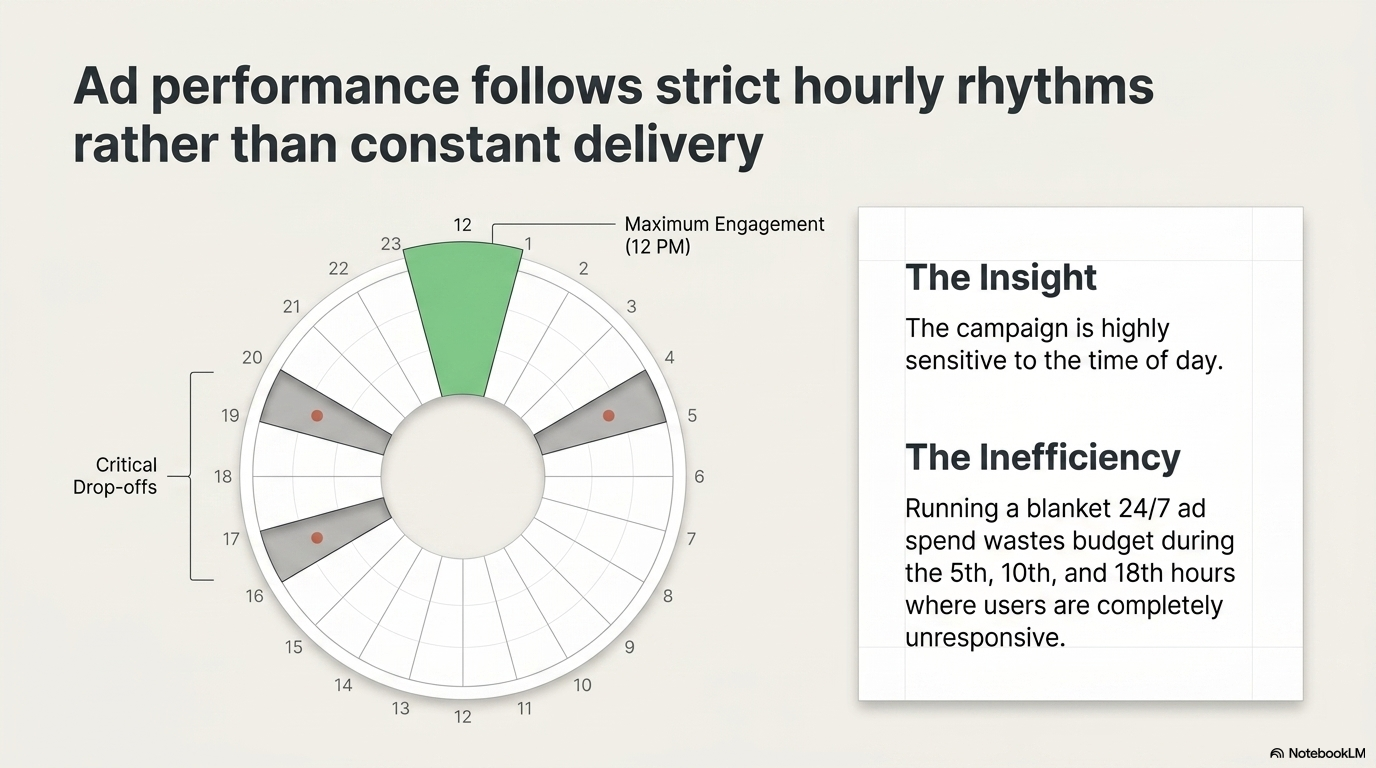 Ad performance follows strict hourly rhythms
rather than constant delivery
12
Maximum Engagement
(12 PM)
23
1
22
2
21
3
20
4
19
5
18
6
17
7
16
8
15
9
14
10
13
11
12
Critical
Drop-offs
The Insight
The campaign is highly
sensitive to the time of day.
The Inefficiency
Running a blanket 24/7 ad
spend wastes budget during
the 5th, 10th, and 18th hours
where users are completely
unresponsive.
NotebookLM